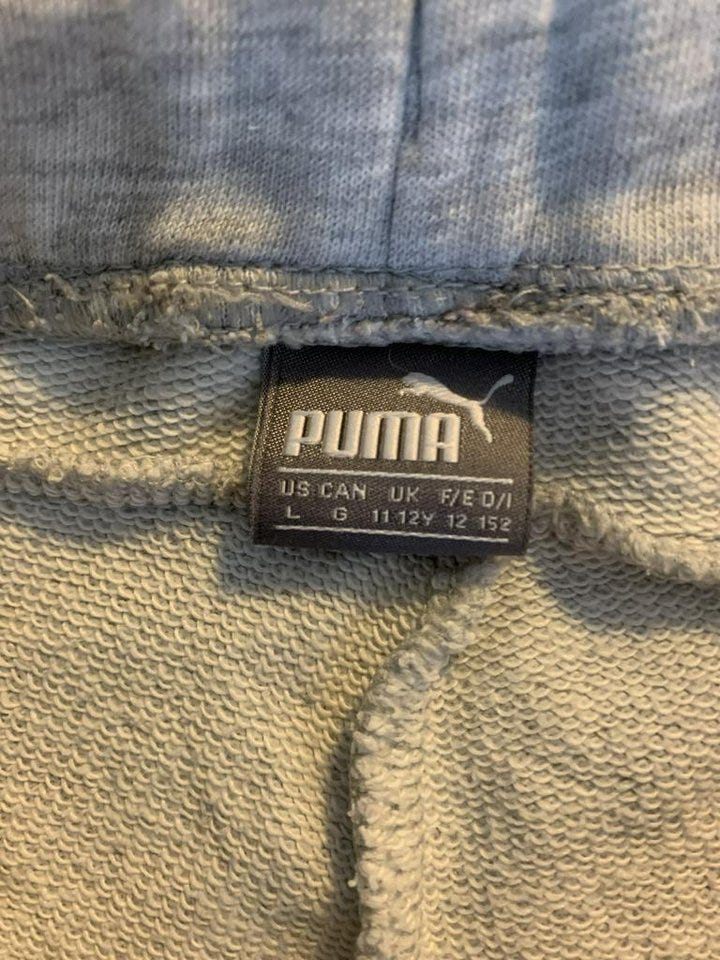 PUMA
US CAN UK F/E D/I
L G 11 12Y 12 152